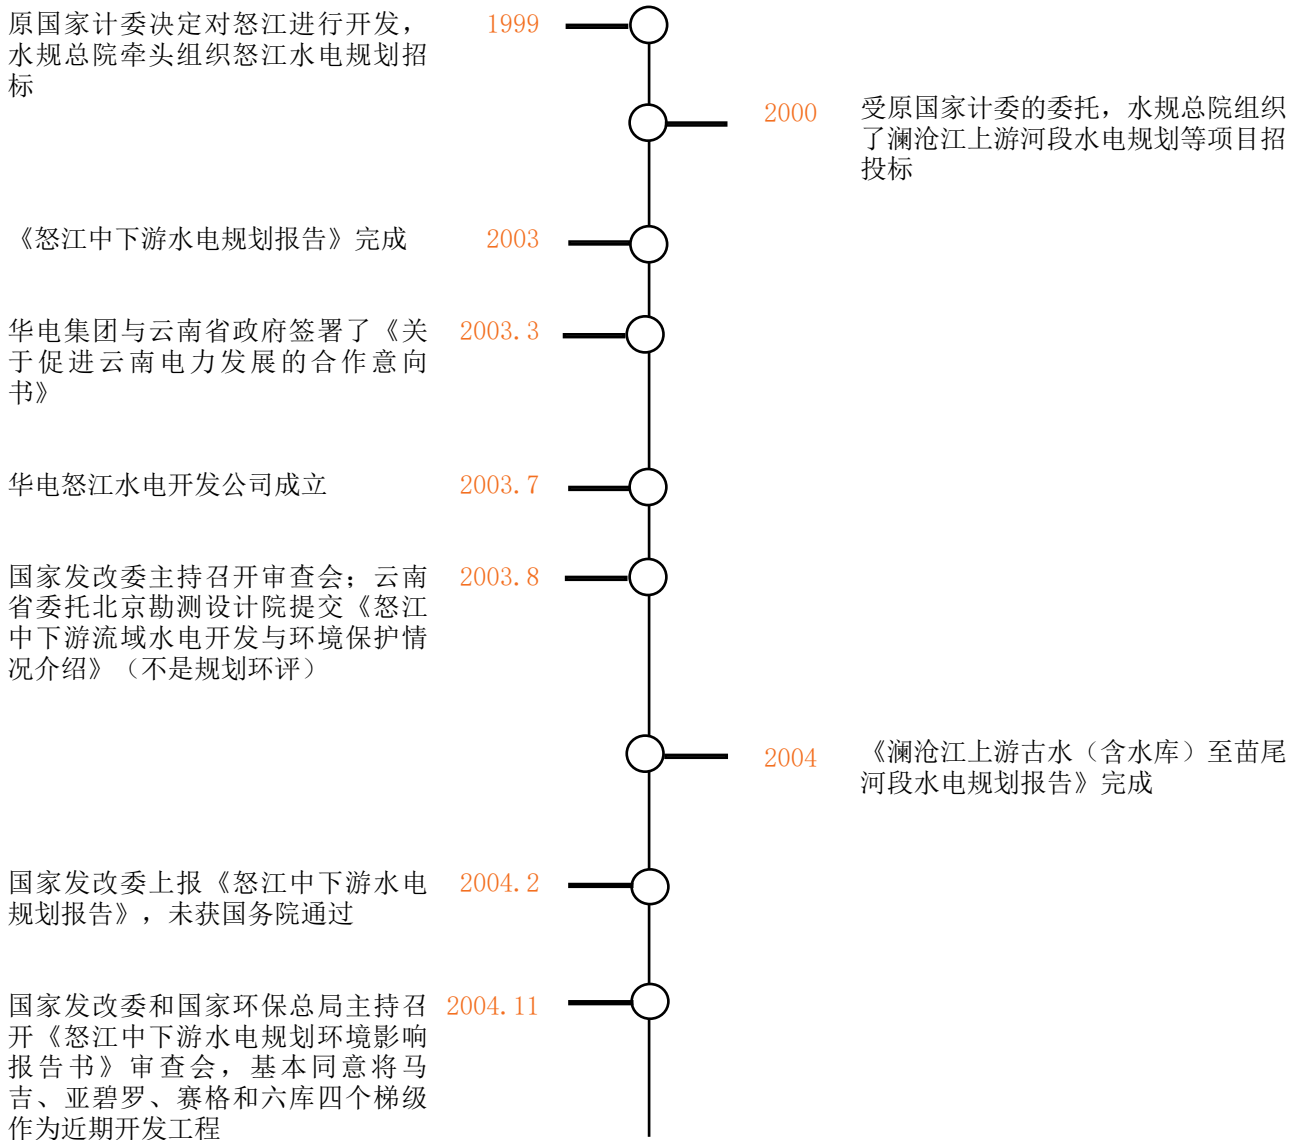 原国家计委决定对怒江进行开发，
水规总院牵头组织怒江水电规划招
标
1999
2000
受原国家计委的委托，水规总院组织
了澜沧江上游河段水电规划等项目招
投标
《怒江中下游水电规划报告》完成
2003
华电集团与云南省政府签署了《关
于促进云南电力发展的合作意向
书》
2003.3
华电怒江水电开发公司成立
2003.7
国家发改委主持召开审查会；云南
省委托北京勘测设计院提交《怒江
中下游流域水电开发与环境保护情
况介绍》（不是规划环评）
2003.8
2004
《澜沧江上游古水（含水库）至苗尾
河段水电规划报告》完成
国家发改委上报《怒江中下游水电
规划报告》，未获国务院通过
2004.2
国家发改委和国家环保总局主持召
开《怒江中下游水电规划环境影响
报告书》审查会，基本同意将马
吉、亚碧罗、赛格和六库四个梯级
作为近期开发工程
2004.11